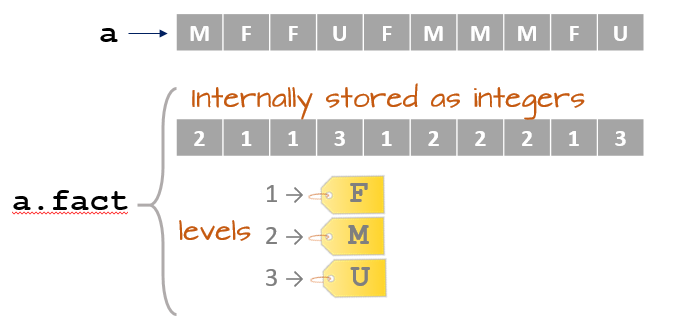 a → M F F U F M M M F U
Internally stored as integers
2 1 1 3 1 2 2 2 1 3
1 → F
a.fact
levels 2 → M
3 → U